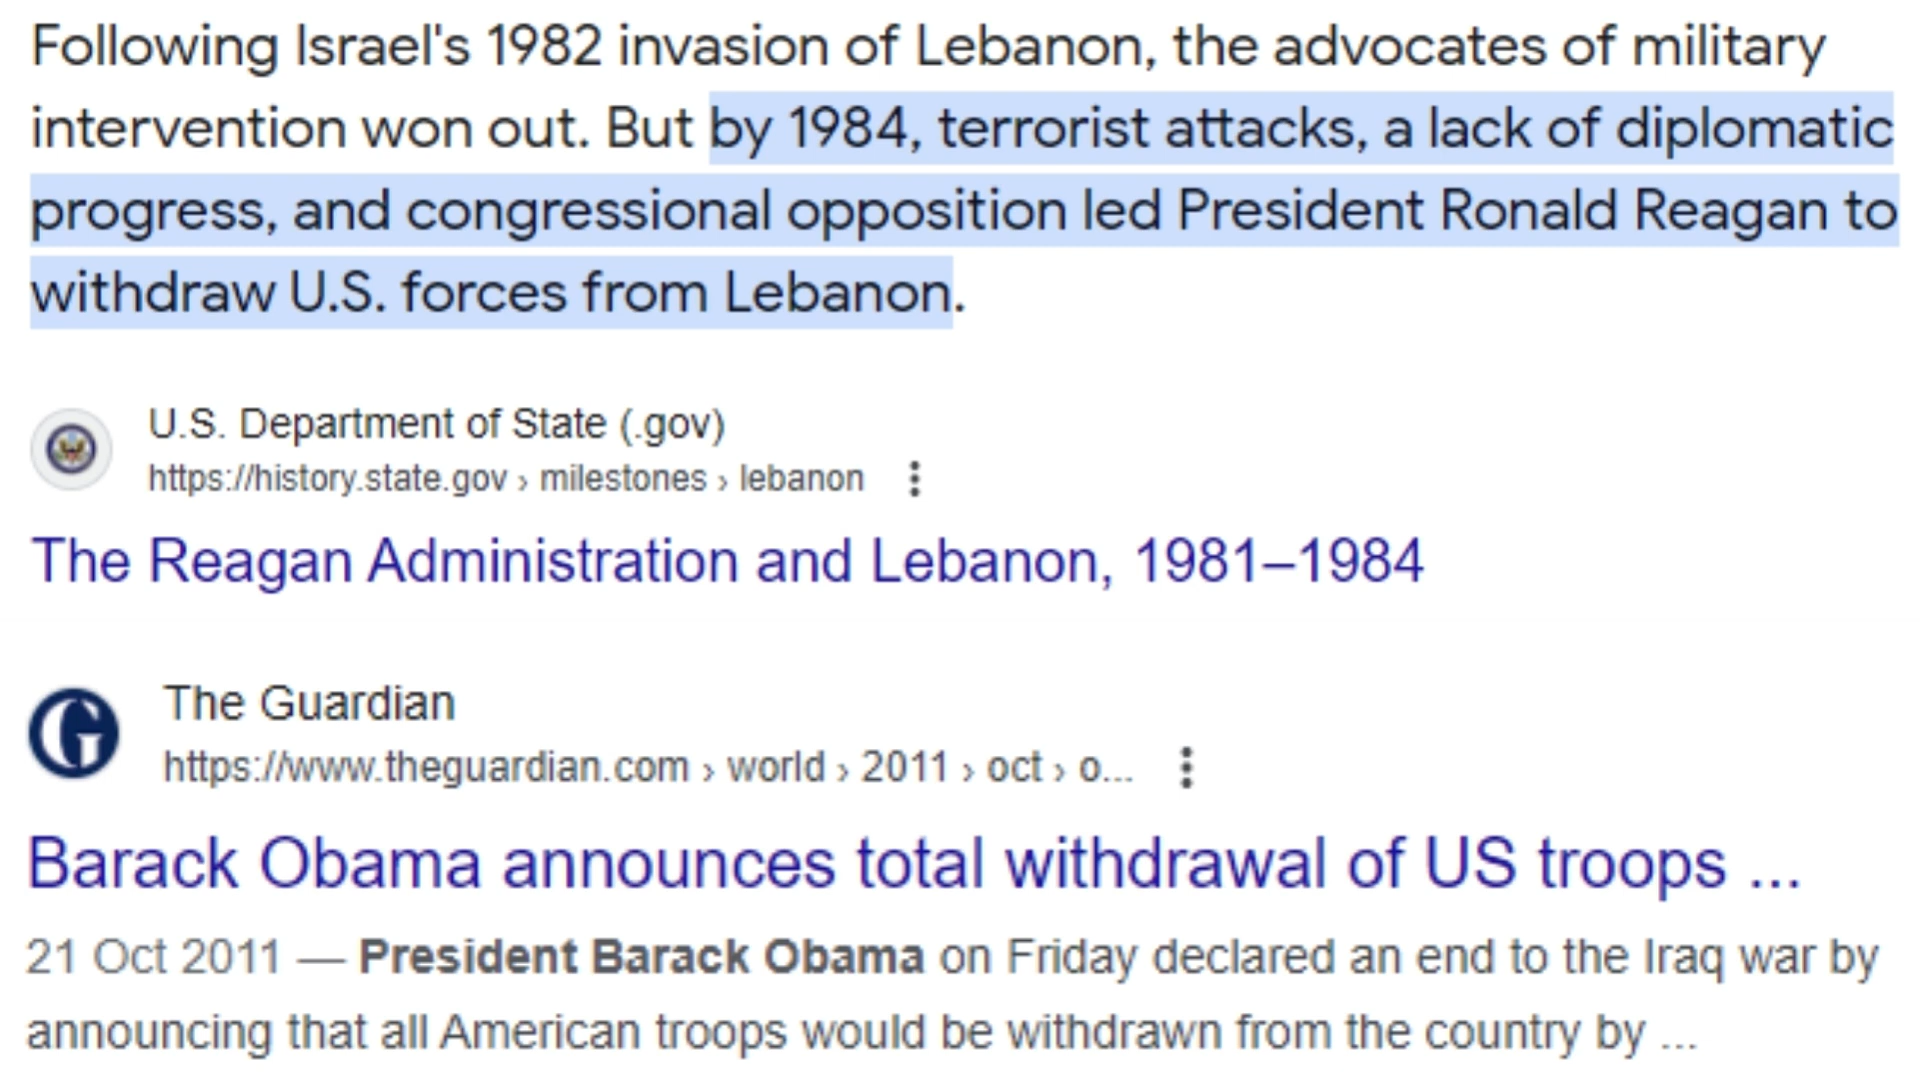 Following Israel's 1982 invasion of Lebanon, the advocates of military
intervention won out. But by 1984, terrorist attacks, a lack of diplomatic
progress, and congressional opposition led President Ronald Reagan to
withdraw U.S. forces from Lebanon.
U.S. Department of State (.gov)
https://history.state.gov › milestones › lebanon
The Reagan Administration and Lebanon, 1981–1984
The Guardian
https://www.theguardian.com › world › 2011 › oct › o...
Barack Obama announces total withdrawal of US troops ...
21 Oct 2011 — President Barack Obama on Friday declared an end to the Iraq war by
announcing that all American troops would be withdrawn from the country by ...